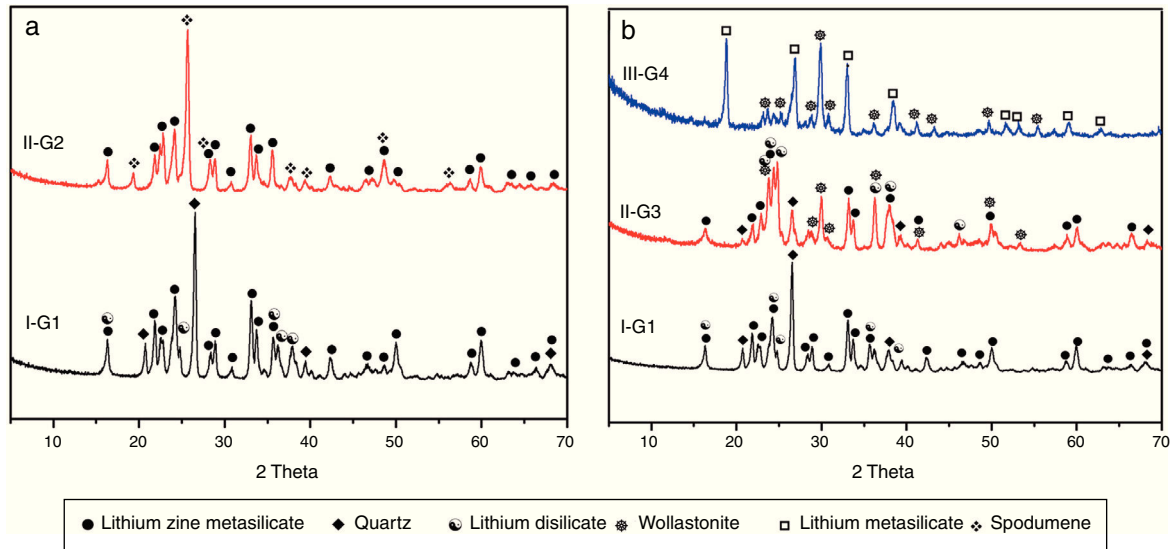 a
II-G2
I-G1
10 20 30 40 50 60 70
2 Theta
b
III-G4
II-G3
I-G1
10 20 30 40 50 60 70
2 Theta
Lithium zine metasilicate Quartz Lithium disilicate Wollastonite Lithium metasilicate Spodumene